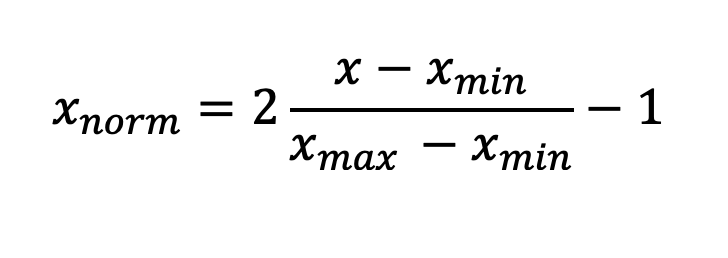 x_norm = 2 (x − x_min) / (x_max − x_min) − 1